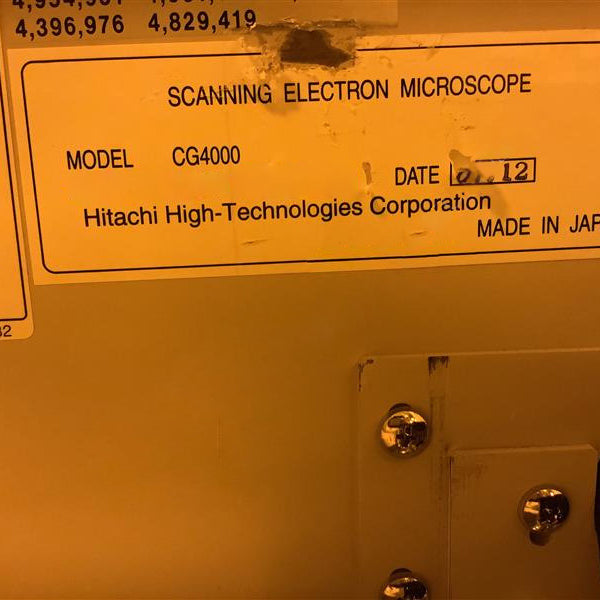 4,396,976 4,829,419
SCANNING ELECTRON MICROSCOPE
MODEL CG4000
DATE 12
Hitachi High-Technologies Corporation
MADE IN JAP